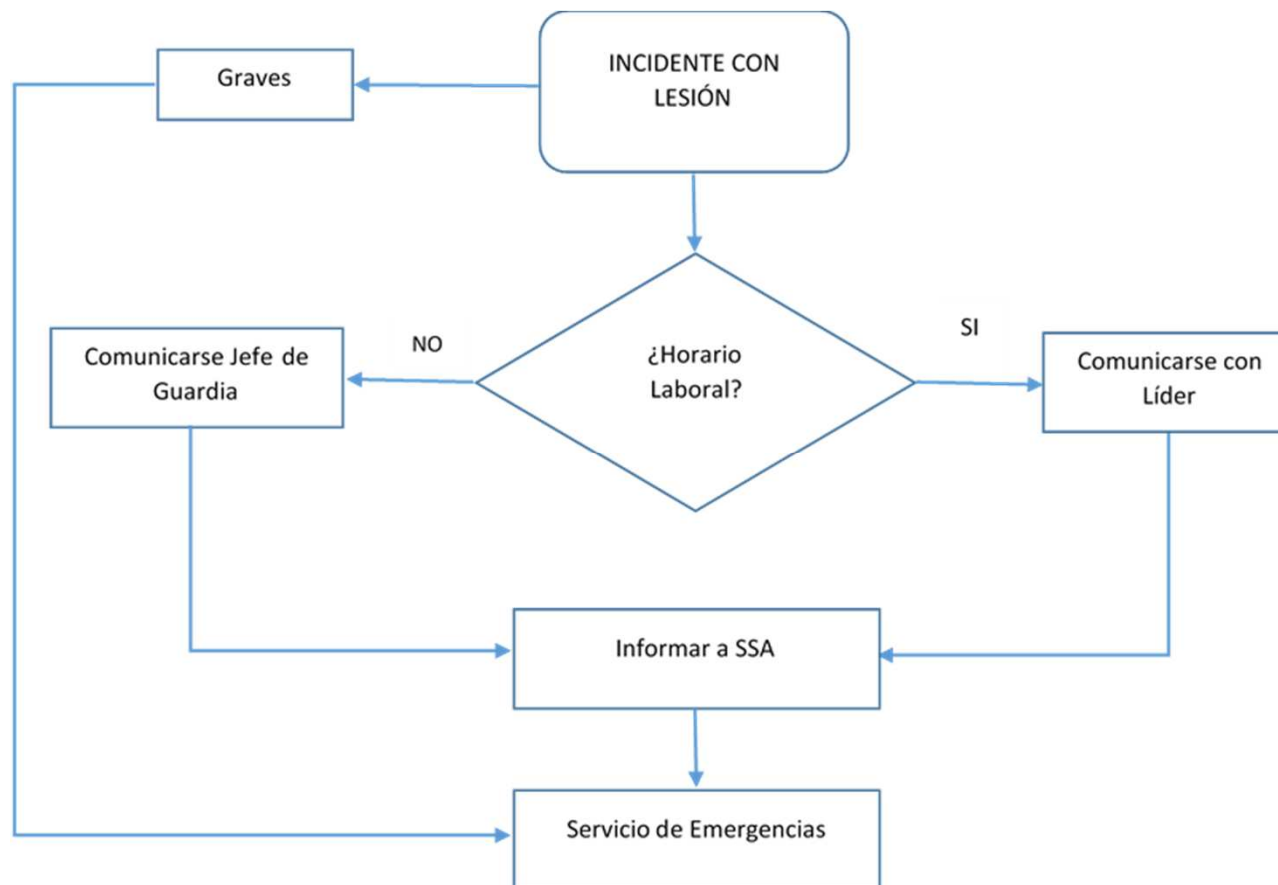 Graves
INCIDENTE CON
LESIÓN
NO
SI
Comunicarse Jefe de
Guardia
¿Horario
Laboral?
Comunicarse con
Líder
Informar a SSA
Servicio de Emergencias